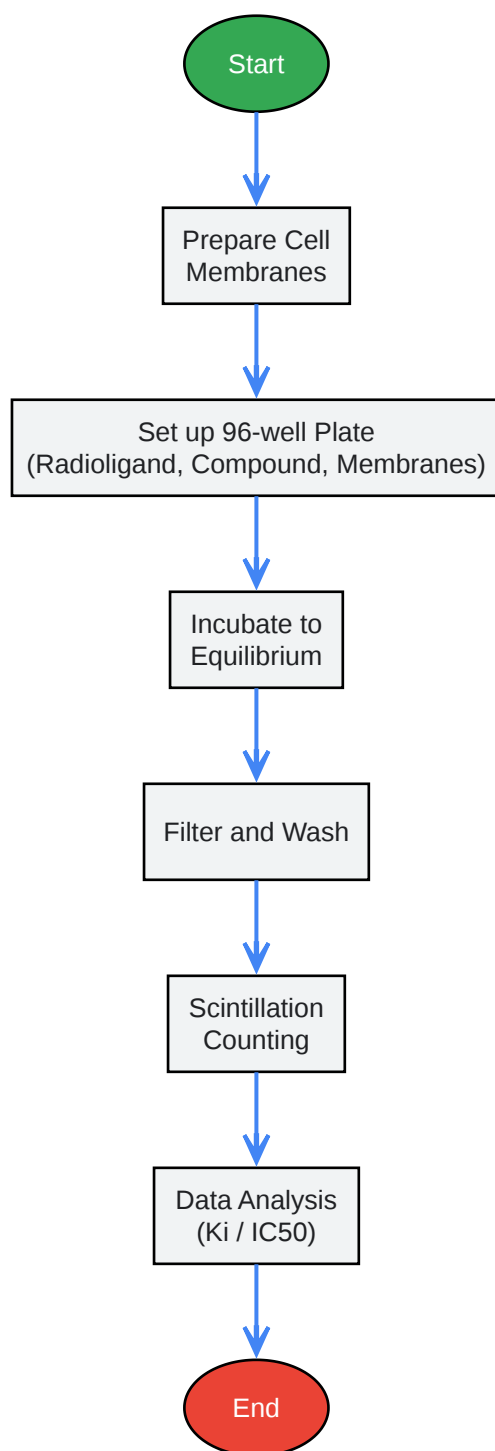 Start
Prepare Cell
Membranes
Set up 96-well Plate
(Radioligand, Compound, Membranes)
Incubate to
Equilibrium
Filter and Wash
Scintillation
Counting
Data Analysis
(Ki / IC50)
End